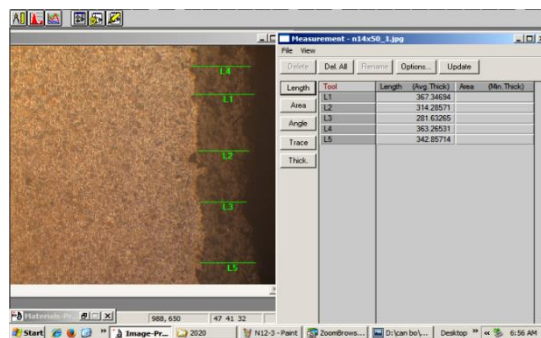 Measurement - n14x50_1.jpg
File View
Delete Del. All Rename Options... Update
Length Tool Length (Avg.Thick) Area (Min.Thick)
L1 367.34694
Area L2 314.28571
L3 281.63265
Angle L4 363.26531
L5 342.85714
Trace
Thick.
L4
L1
L2
L3
L5
988, 650 47 41 32
Start Image-Pr... 2020 N12-3 - Paint ZoomBrows... D:\can bo\... Desktop » « 6:56 AM